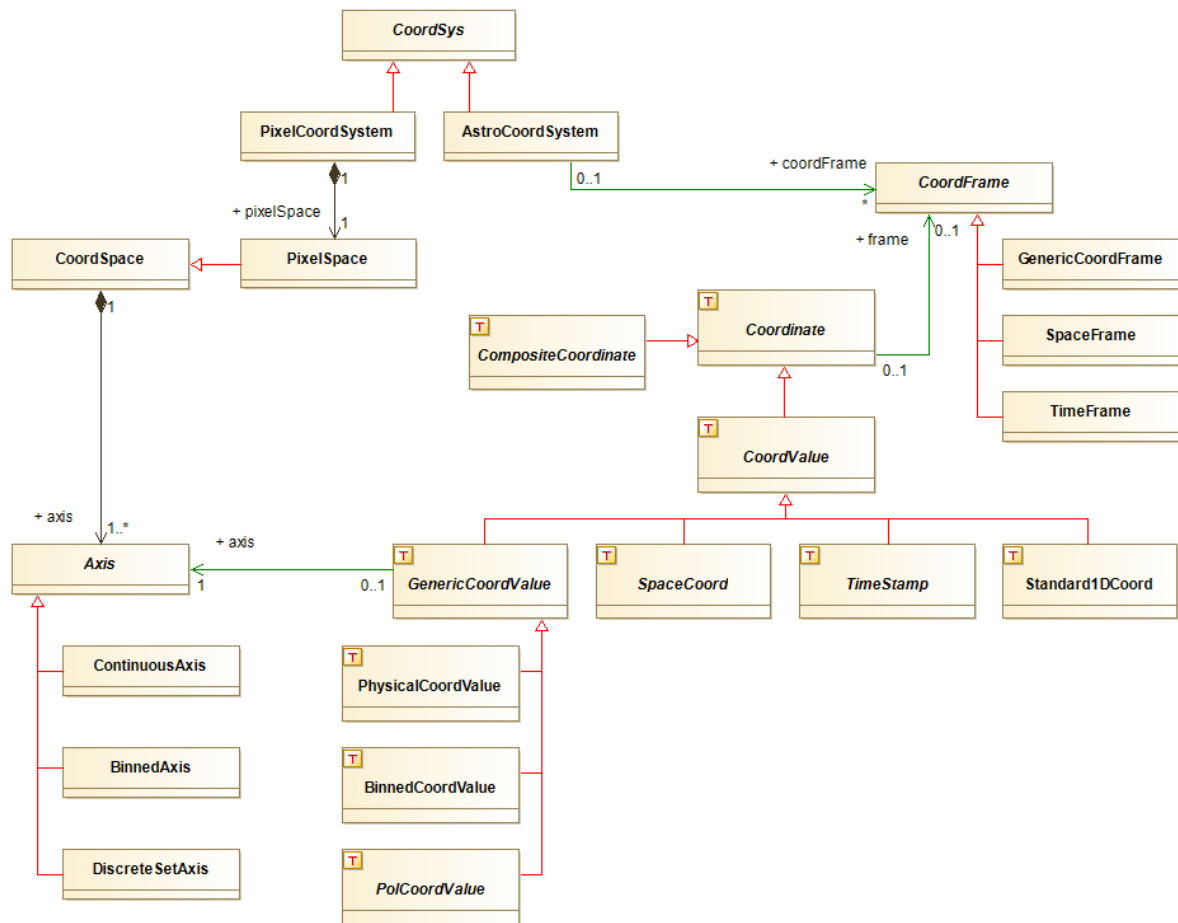 CoordSys
PixelCoordSystem
AstroCoordSystem
1
0..1
+ coordFrame
*
CoordFrame
+ pixelSpace
1
+ frame
0..1
CoordSpace
PixelSpace
GenericCoordFrame
1
T
CompositeCoordinate
T
Coordinate
0..1
SpaceFrame
TimeFrame
T
CoordValue
+ axis
1..*
+ axis
Axis
1
0..1
T
GenericCoordValue
T
SpaceCoord
T
TimeStamp
T
Standard1DCoord
ContinuousAxis
T
PhysicalCoordValue
BinnedAxis
T
BinnedCoordValue
DiscreteSetAxis
T
PolCoordValue